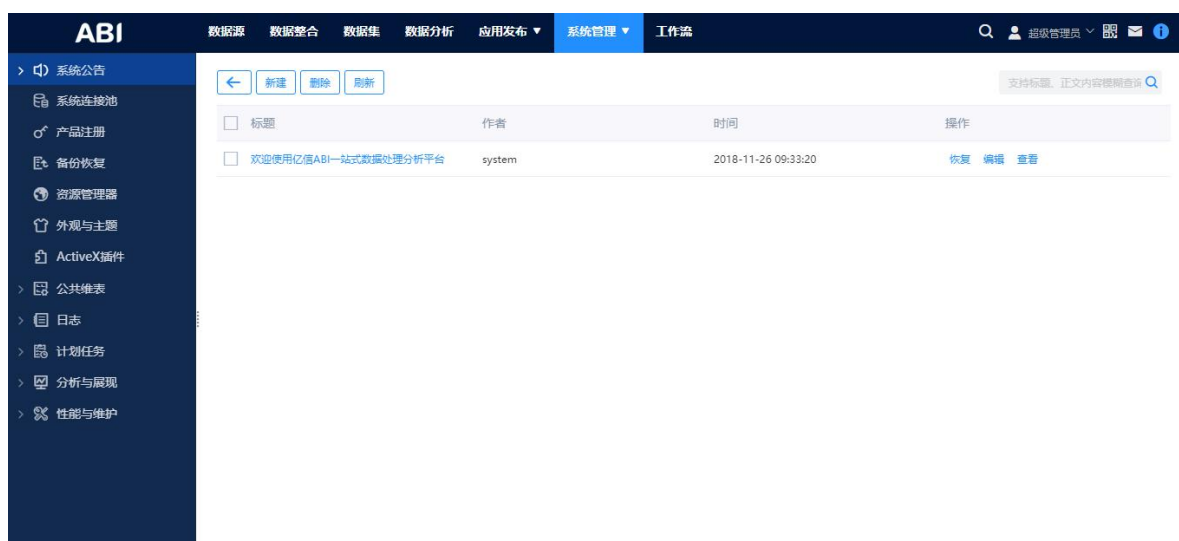 ABI 数据源 数据整合 数据集 数据分析 应用发布 ▼ 系统管理 ▼ 工作流 超级管理员
系统公告
系统连接池
产品注册
备份恢复
资源管理器
外观与主题
ActiveX插件
公共维表
日志
计划任务
分析与展现
性能与维护
新建 删除 刷新 支持标题、正文内容模糊查询
标题 作者 时间 操作
欢迎使用亿信ABI一站式数据处理分析平台 system 2018-11-26 09:33:20 恢复 编辑 查看